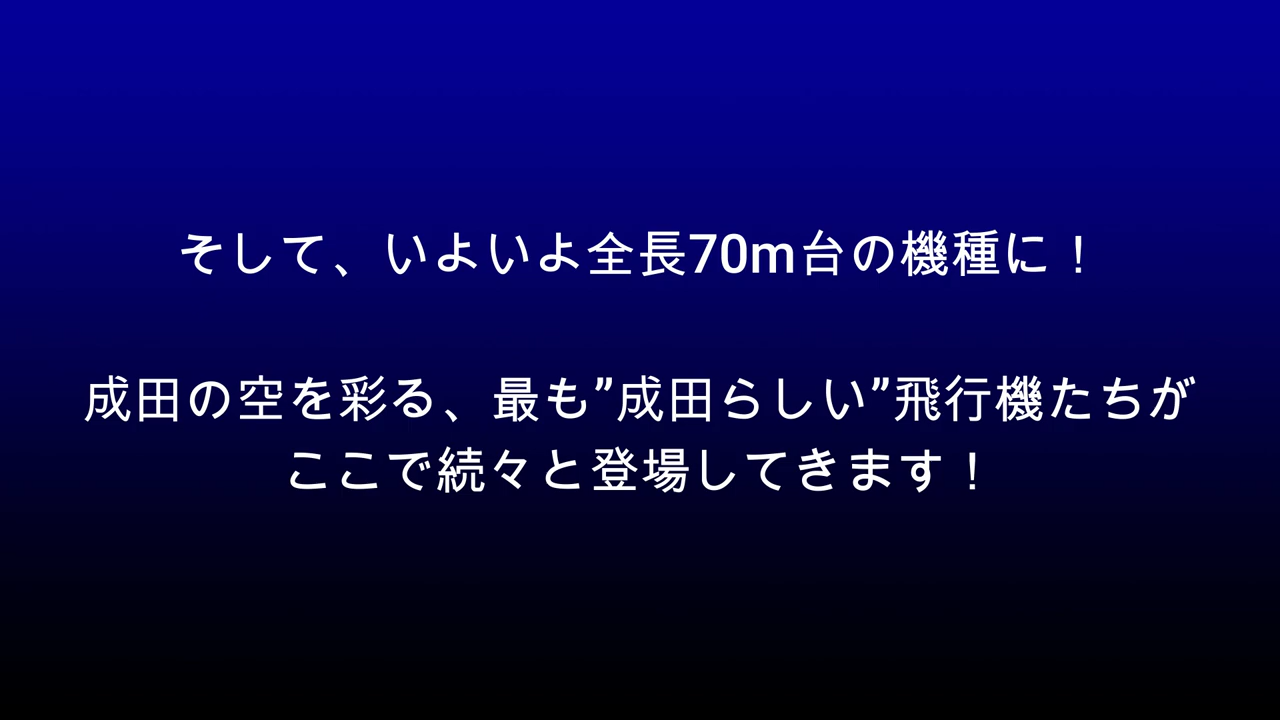 そして、いよいよ全長70m台の機種に！
成田の空を彩る、最も”成田らしい”飛行機たちが
ここで続々と登場してきます！